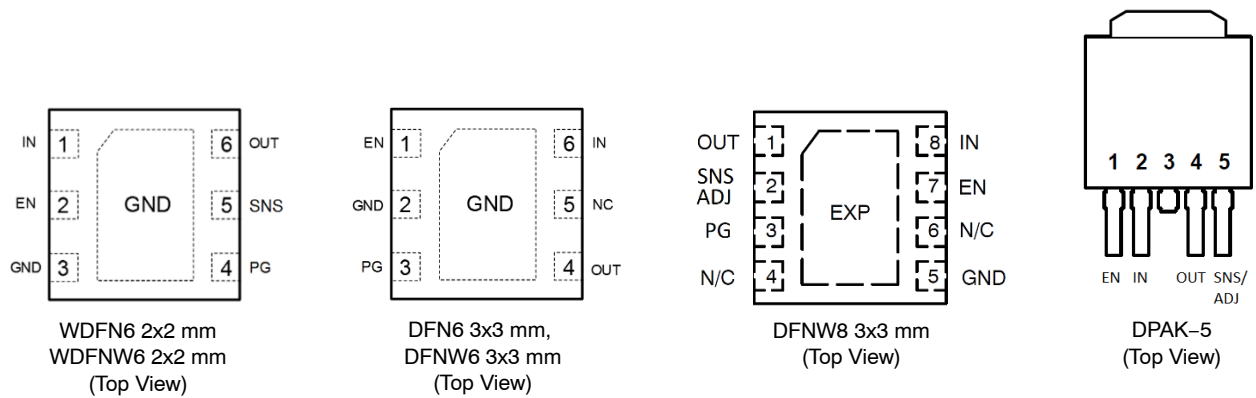 IN 1 6 OUT
EN 2 GND 5 SNS
GND 3 4 PG
WDFN6 2x2 mm
WDFNW6 2x2 mm
(Top View)
EN 1 6 IN
GND 2 GND 5 NC
PG 3 4 OUT
DFN6 3x3 mm,
DFNW6 3x3 mm
(Top View)
OUT 1 8 IN
SNS
ADJ 2 7 EN
EXP
PG 3 6 N/C
N/C 4 5 GND
DFNW8 3x3 mm
(Top View)
1 2 3 4 5
EN IN OUT SNS/
ADJ
DPAK–5
(Top View)